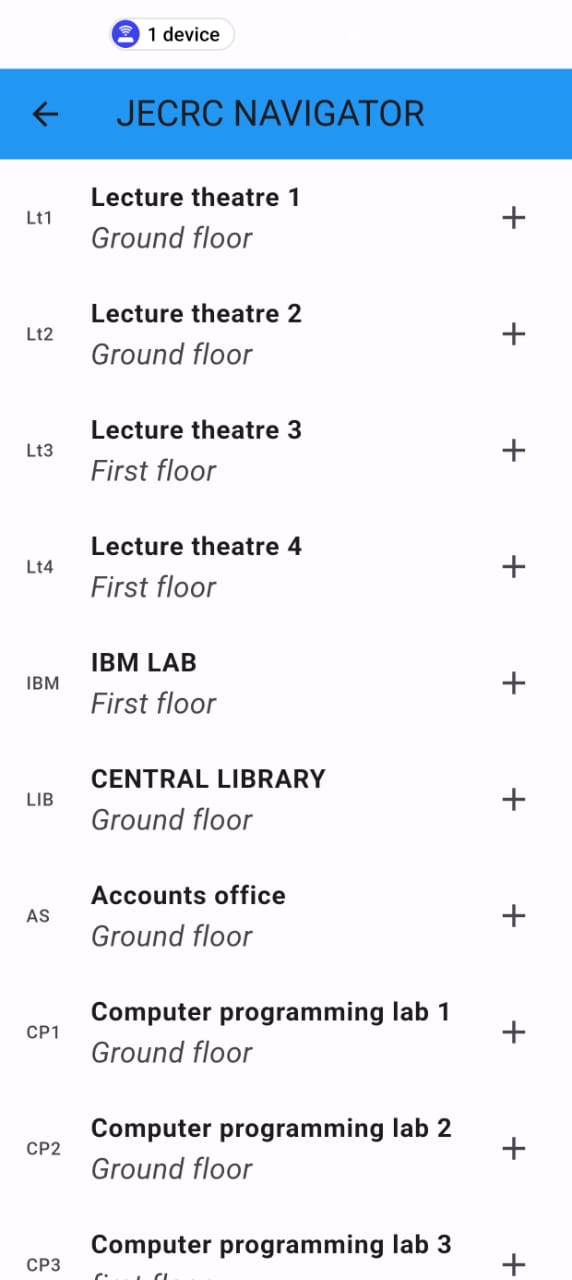 1 device
JECRC NAVIGATOR
Lt1
Lecture theatre 1
Ground floor
Lt2
Lecture theatre 2
Ground floor
Lt3
Lecture theatre 3
First floor
Lt4
Lecture theatre 4
First floor
IBM
IBM LAB
First floor
LIB
CENTRAL LIBRARY
Ground floor
AS
Accounts office
Ground floor
CP1
Computer programming lab 1
Ground floor
CP2
Computer programming lab 2
Ground floor
CP3
Computer programming lab 3
first floor